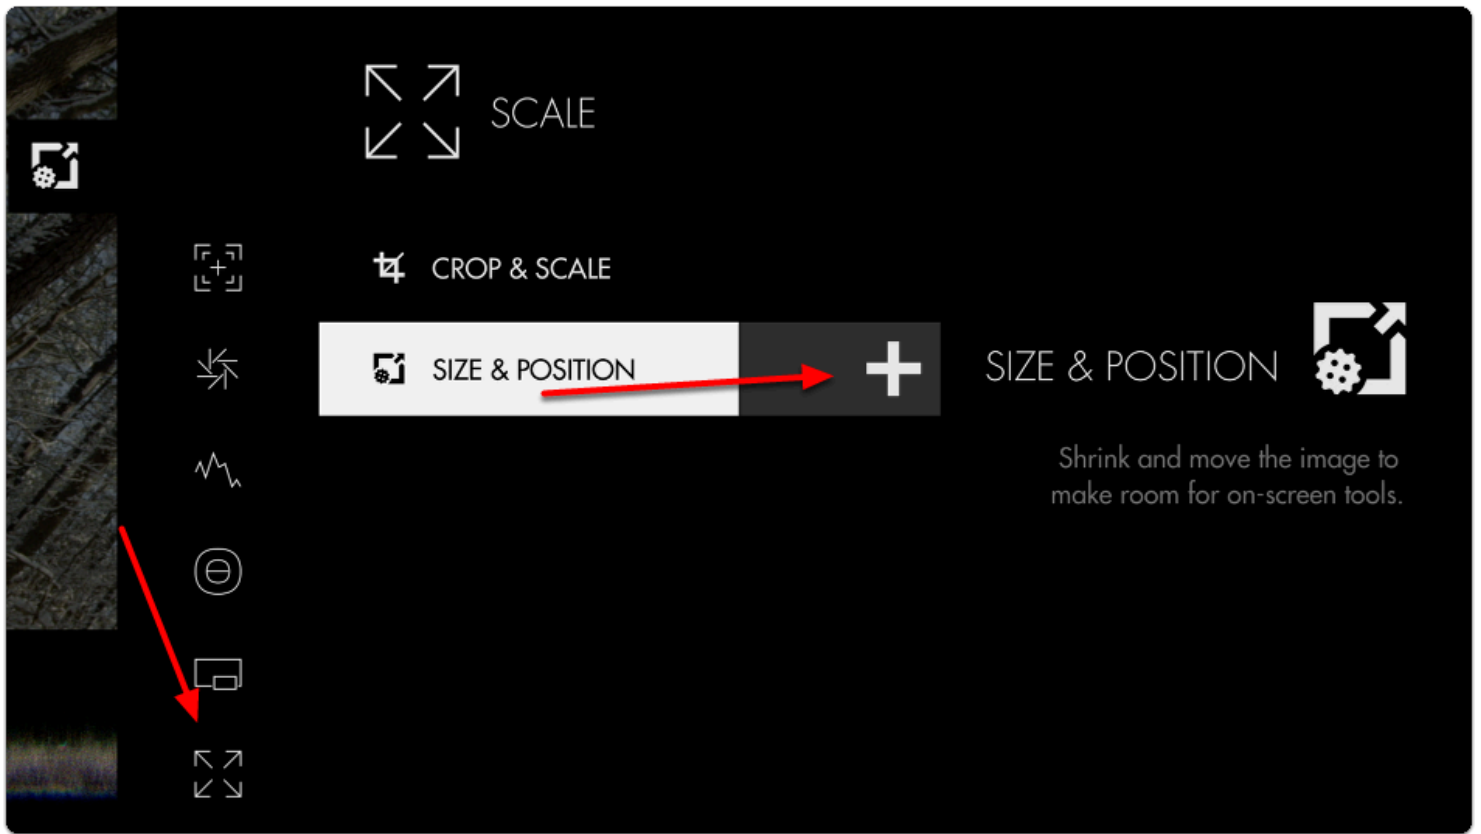 SCALE
CROP & SCALE
SIZE & POSITION
SIZE & POSITION
Shrink and move the image to
make room for on-screen tools.